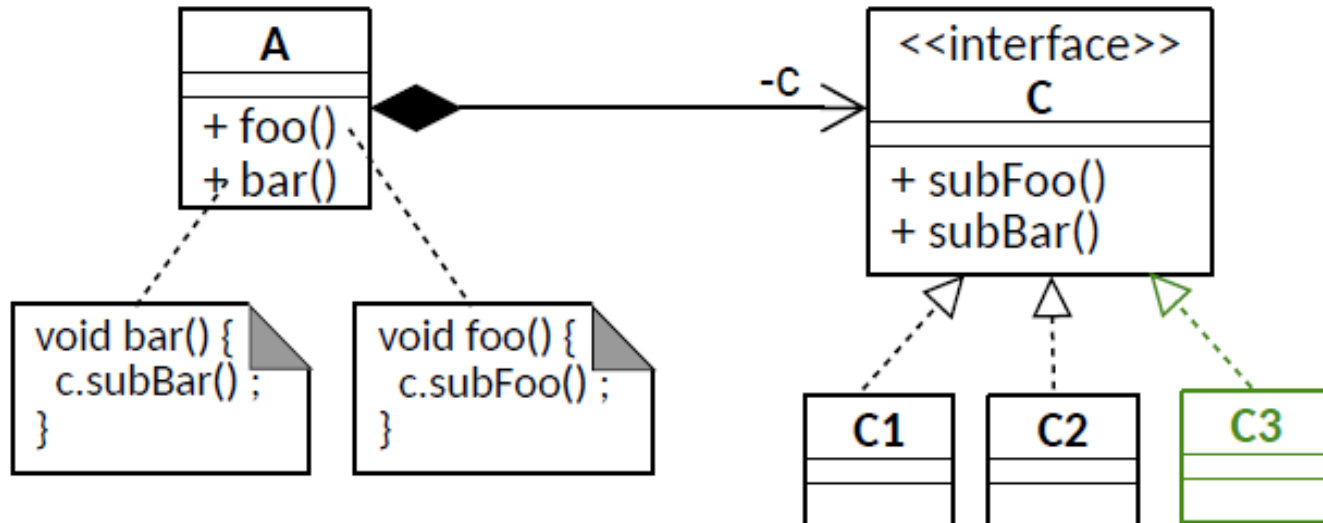 A
+ foo()
+ bar()
-c
<<interface>>
C
+ subFoo()
+ subBar()
void bar() {
c.subBar() ;
}
void foo() {
c.subFoo() ;
}
C1
C2
C3